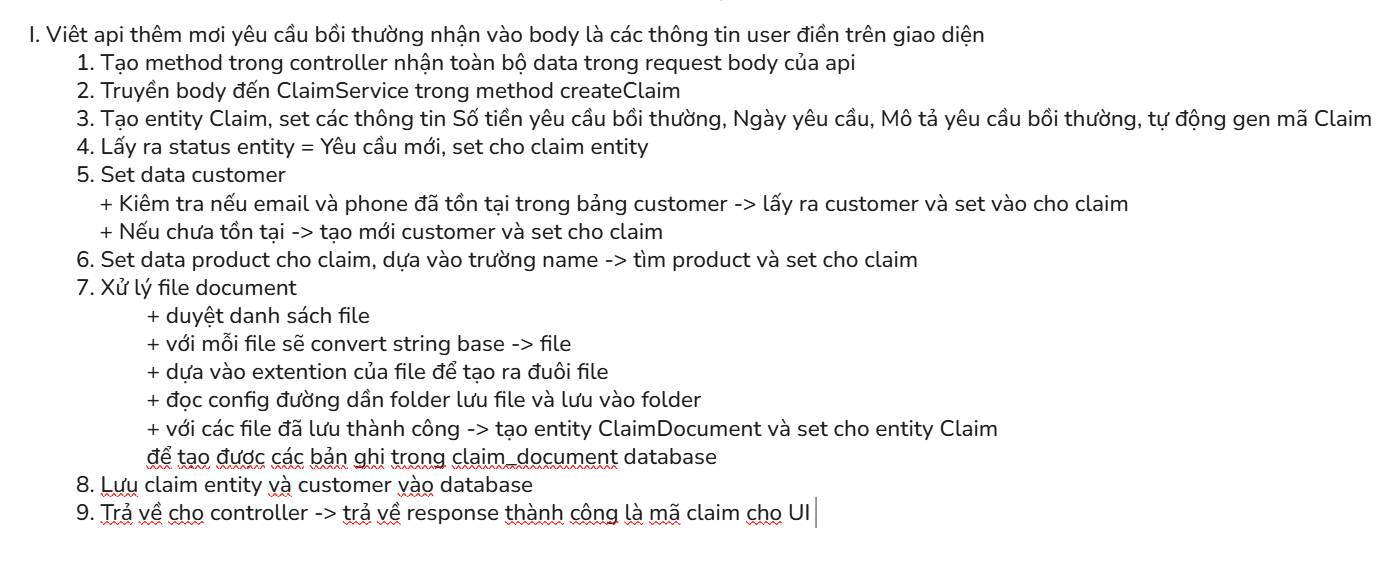 I. Viêt api thêm mơi yêu cầu bồi thường nhận vào body là các thông tin user điền trên giao diện
1. Tạo method trong controller nhận toàn bộ data trong request body của api
2. Truyền body đến ClaimService trong method createClaim
3. Tạo entity Claim, set các thông tin Số tiền yêu cầu bồi thường, Ngày yêu cầu, Mô tả yêu cầu bồi thường, tự động gen mã Claim
4. Lấy ra status entity = Yêu cầu mới, set cho claim entity
5. Set data customer
+ Kiêm tra nếu email và phone đã tồn tại trong bảng customer -> lấy ra customer và set vào cho claim
+ Nếu chưa tồn tại -> tạo mới customer và set cho claim
6. Set data product cho claim, dựa vào trường name -> tìm product và set cho claim
7. Xử lý file document
+ duyệt danh sách file
+ với mỗi file sẽ convert string base -> file
+ dựa vào extention của file để tạo ra đuôi file
+ đọc config đường dần folder lưu file và lưu vào folder
+ với các file đã lưu thành công -> tạo entity ClaimDocument và set cho entity Claim
để tạo được các bản ghi trong claim_document database
8. Lưu claim entity và customer vào database
9. Trả về cho controller -> trả về response thành công là mã claim cho UI